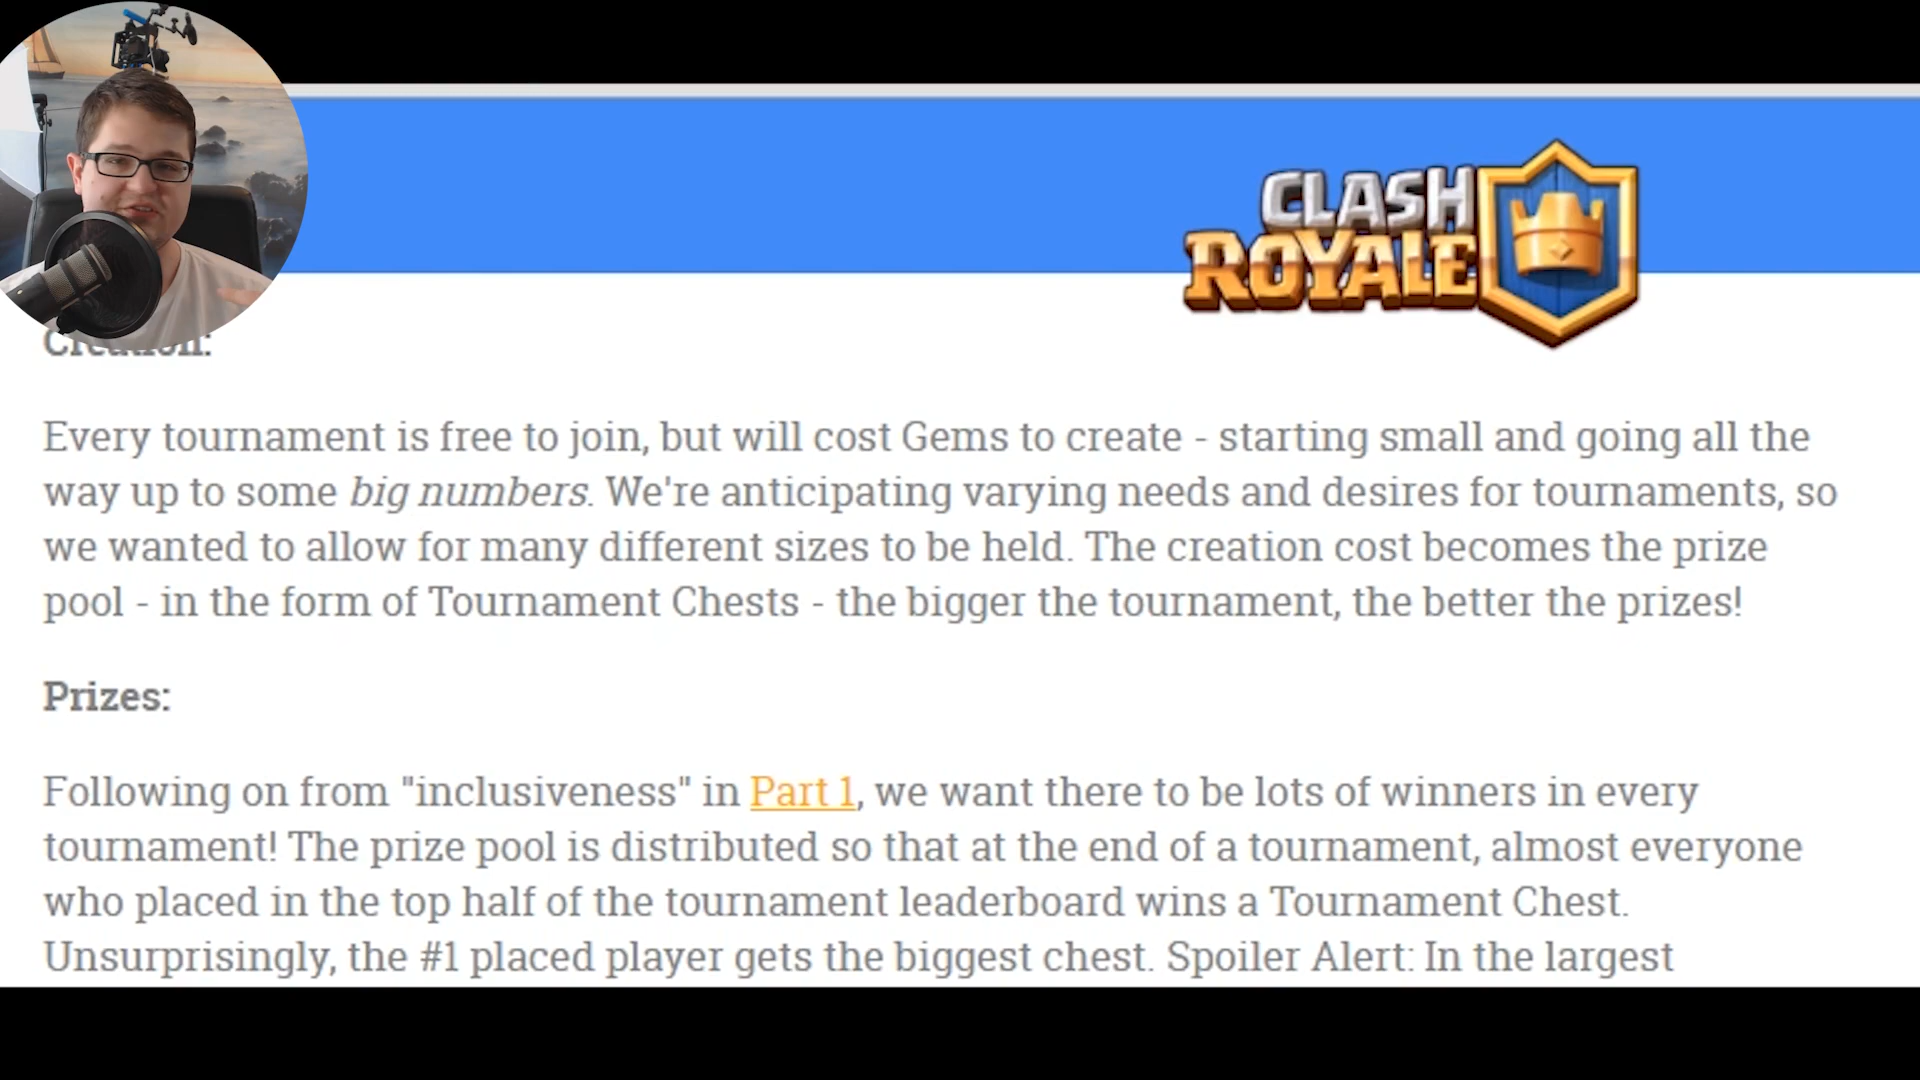 CLASH
ROYALE
Creation:
Every tournament is free to join, but will cost Gems to create - starting small and going all the
way up to some big numbers. We're anticipating varying needs and desires for tournaments, so
we wanted to allow for many different sizes to be held. The creation cost becomes the prize
pool - in the form of Tournament Chests - the bigger the tournament, the better the prizes!
Prizes:
Following on from "inclusiveness" in Part 1, we want there to be lots of winners in every
tournament! The prize pool is distributed so that at the end of a tournament, almost everyone
who placed in the top half of the tournament leaderboard wins a Tournament Chest.
Unsurprisingly, the #1 placed player gets the biggest chest. Spoiler Alert: In the largest